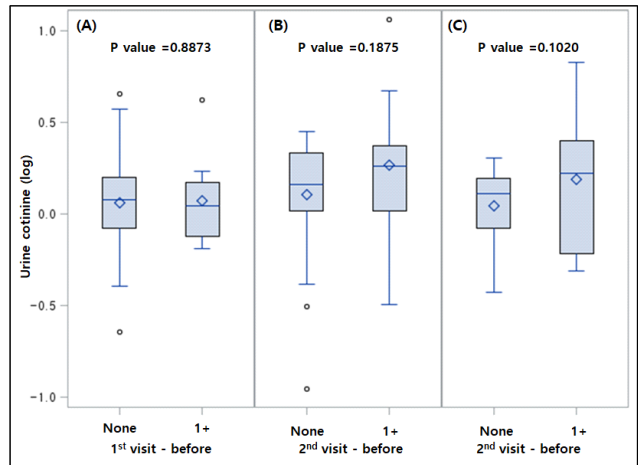 (A) (B) (C)
P value =0.8873 P value =0.1875 P value =0.1020
Urine cotinine (log)
1.0
0.5
0.0
−0.5
−1.0
None 1+ None 1+ None 1+
1st visit - before 2nd visit - before 2nd visit - before